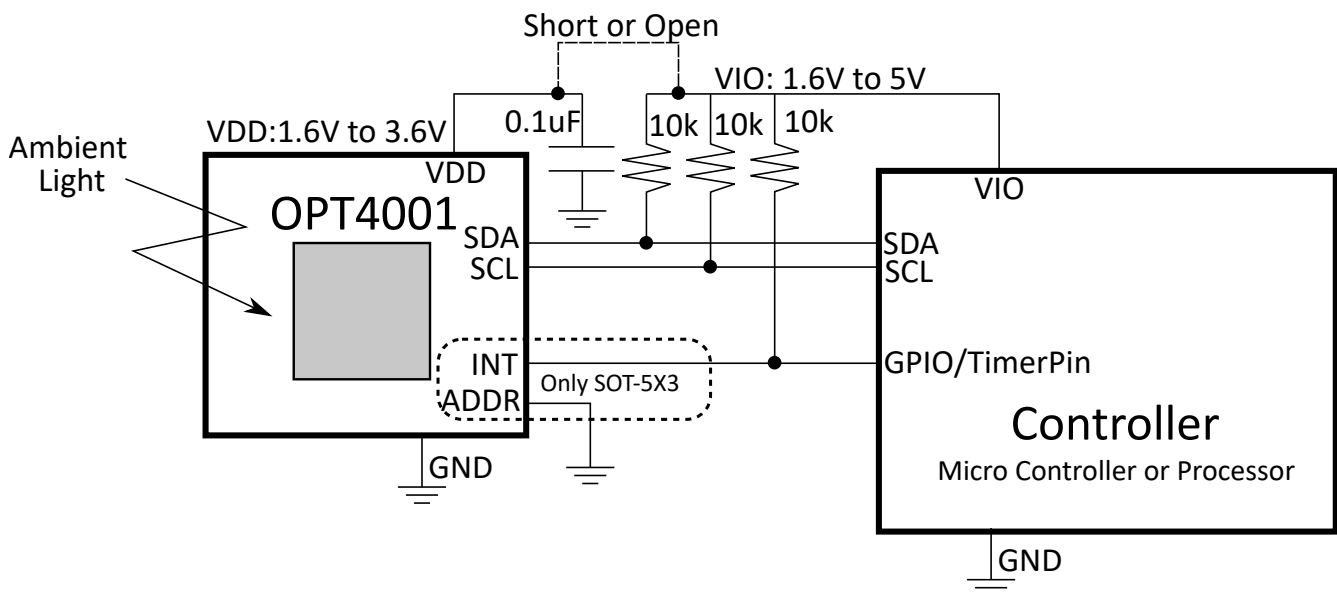 Short or Open
VIO: 1.6V to 5V
0.1uF
10k
10k
10k
VDD:1.6V to 3.6V
Ambient
Light
VDD
VIO
OPT4001
SDA
SCL
SDA
SCL
INT
ADDR
Only SOT-5X3
GPIO/TimerPin
Controller
Micro Controller or Processor
GND
GND